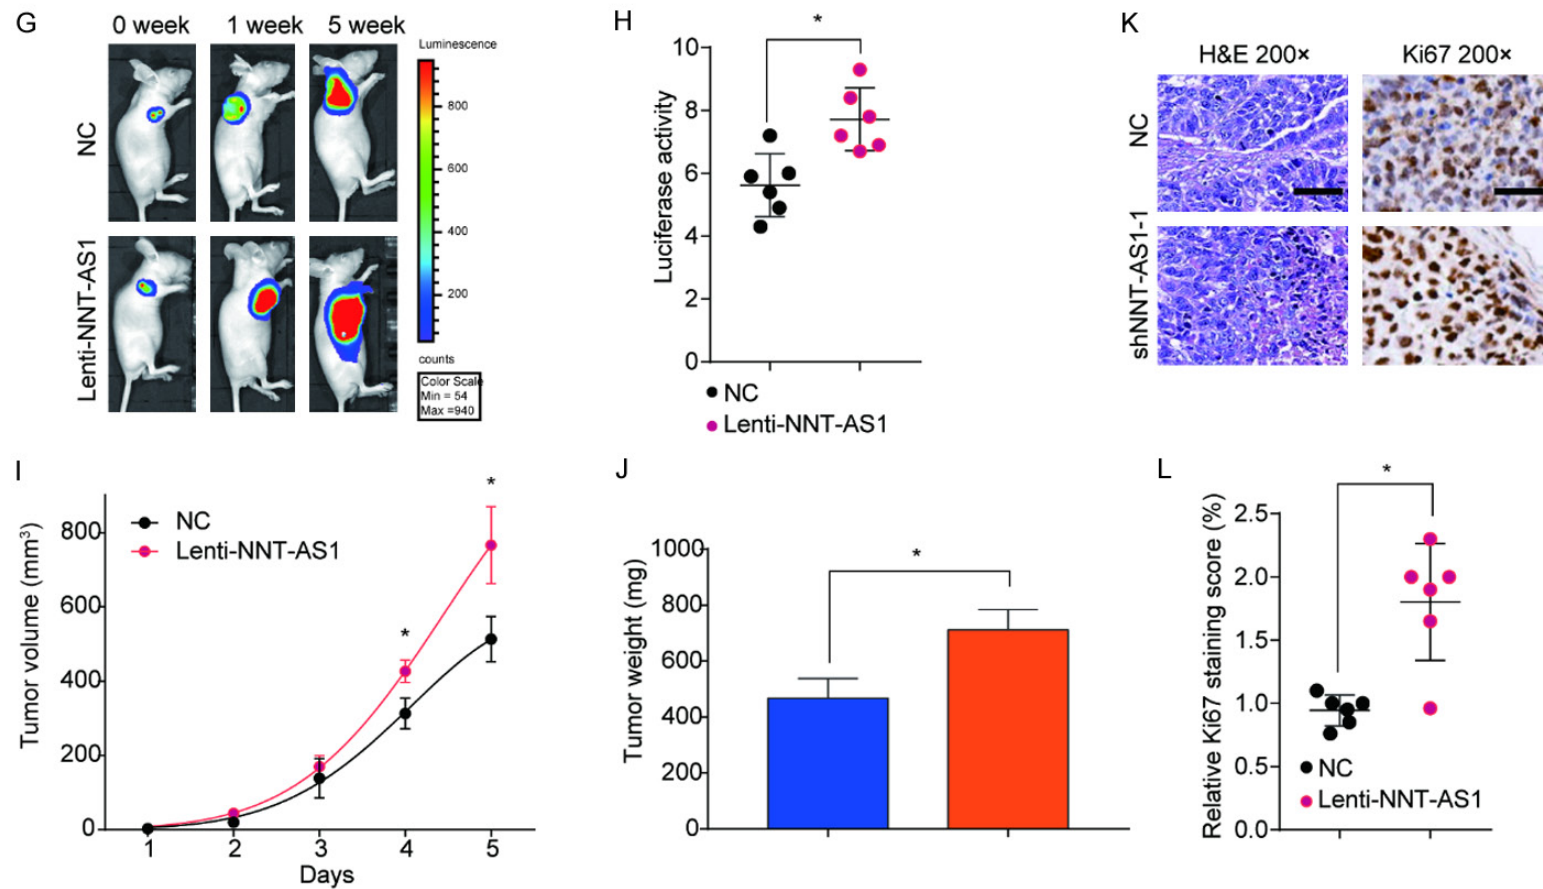 G
0 week 1 week 5 week
NC
Lenti-NNT-AS1
Luminescence
800
600
400
200
counts
Color Scale
Min = 54
Max =940
H
*
Luciferase activity
10
8
6
4
2
0
NC
Lenti-NNT-AS1
K
H&E 200× Ki67 200×
NC
shNNT-AS1-1
I
Tumor volume (mm³)
800
600
400
200
0
NC
Lenti-NNT-AS1
*
*
1 2 3 4 5
Days
J
Tumor weight (mg)
1000
800
600
400
200
0
*
L
Relative Ki67 staining score (%)
2.5
2.0
1.5
1.0
0.5
0.0
*
NC
Lenti-NNT-AS1